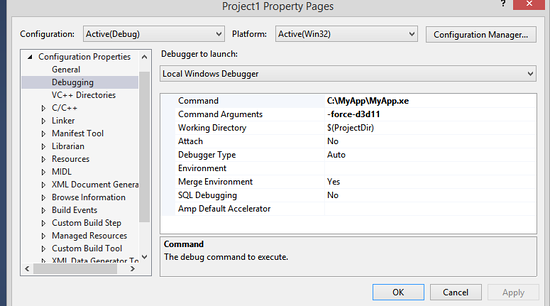 Project1 Property Pages
? ×
Configuration: Active(Debug) Platform: Active(Win32) Configuration Manager...
Configuration Properties
General
Debugging
VC++ Directories
C/C++
Linker
Manifest Tool
Librarian
Resources
MIDL
XML Document Genera
Browse Information
Build Events
Custom Build Step
Managed Resources
Custom Build Tool
XML Data Generator To
Debugger to launch:
Local Windows Debugger
Command C:\MyApp\MyApp.xe
Command Arguments -force-d3d11
Working Directory $(ProjectDir)
Attach No
Debugger Type Auto
Environment
Merge Environment Yes
SQL Debugging No
Amp Default Accelerator
Command
The debug command to execute.
OK Cancel Apply